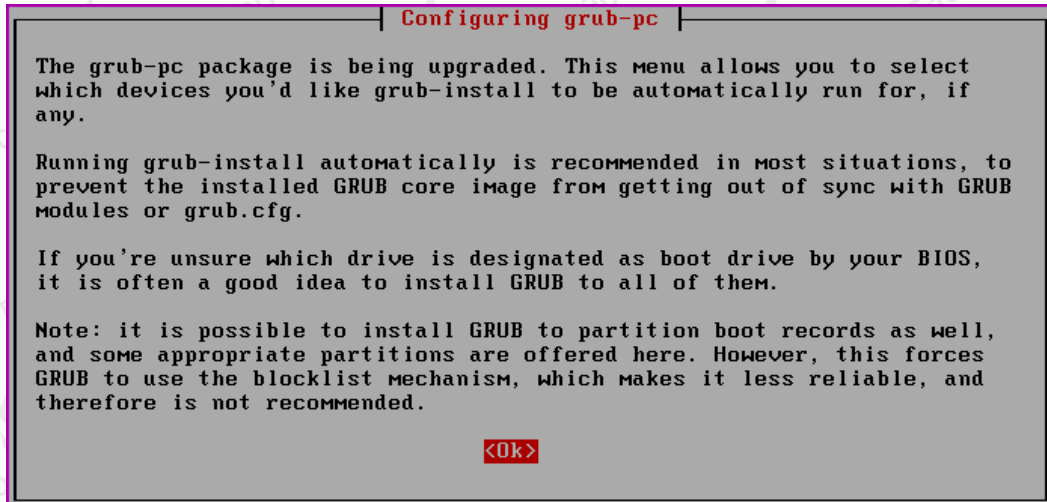 Configuring grub-pc
The grub-pc package is being upgraded. This menu allows you to select
which devices you'd like grub-install to be automatically run for, if
any.
Running grub-install automatically is recommended in most situations, to
prevent the installed GRUB core image from getting out of sync with GRUB
modules or grub.cfg.
If you're unsure which drive is designated as boot drive by your BIOS,
it is often a good idea to install GRUB to all of them.
Note: it is possible to install GRUB to partition boot records as well,
and some appropriate partitions are offered here. However, this forces
GRUB to use the blocklist mechanism, which makes it less reliable, and
therefore is not recommended.
<Ok>